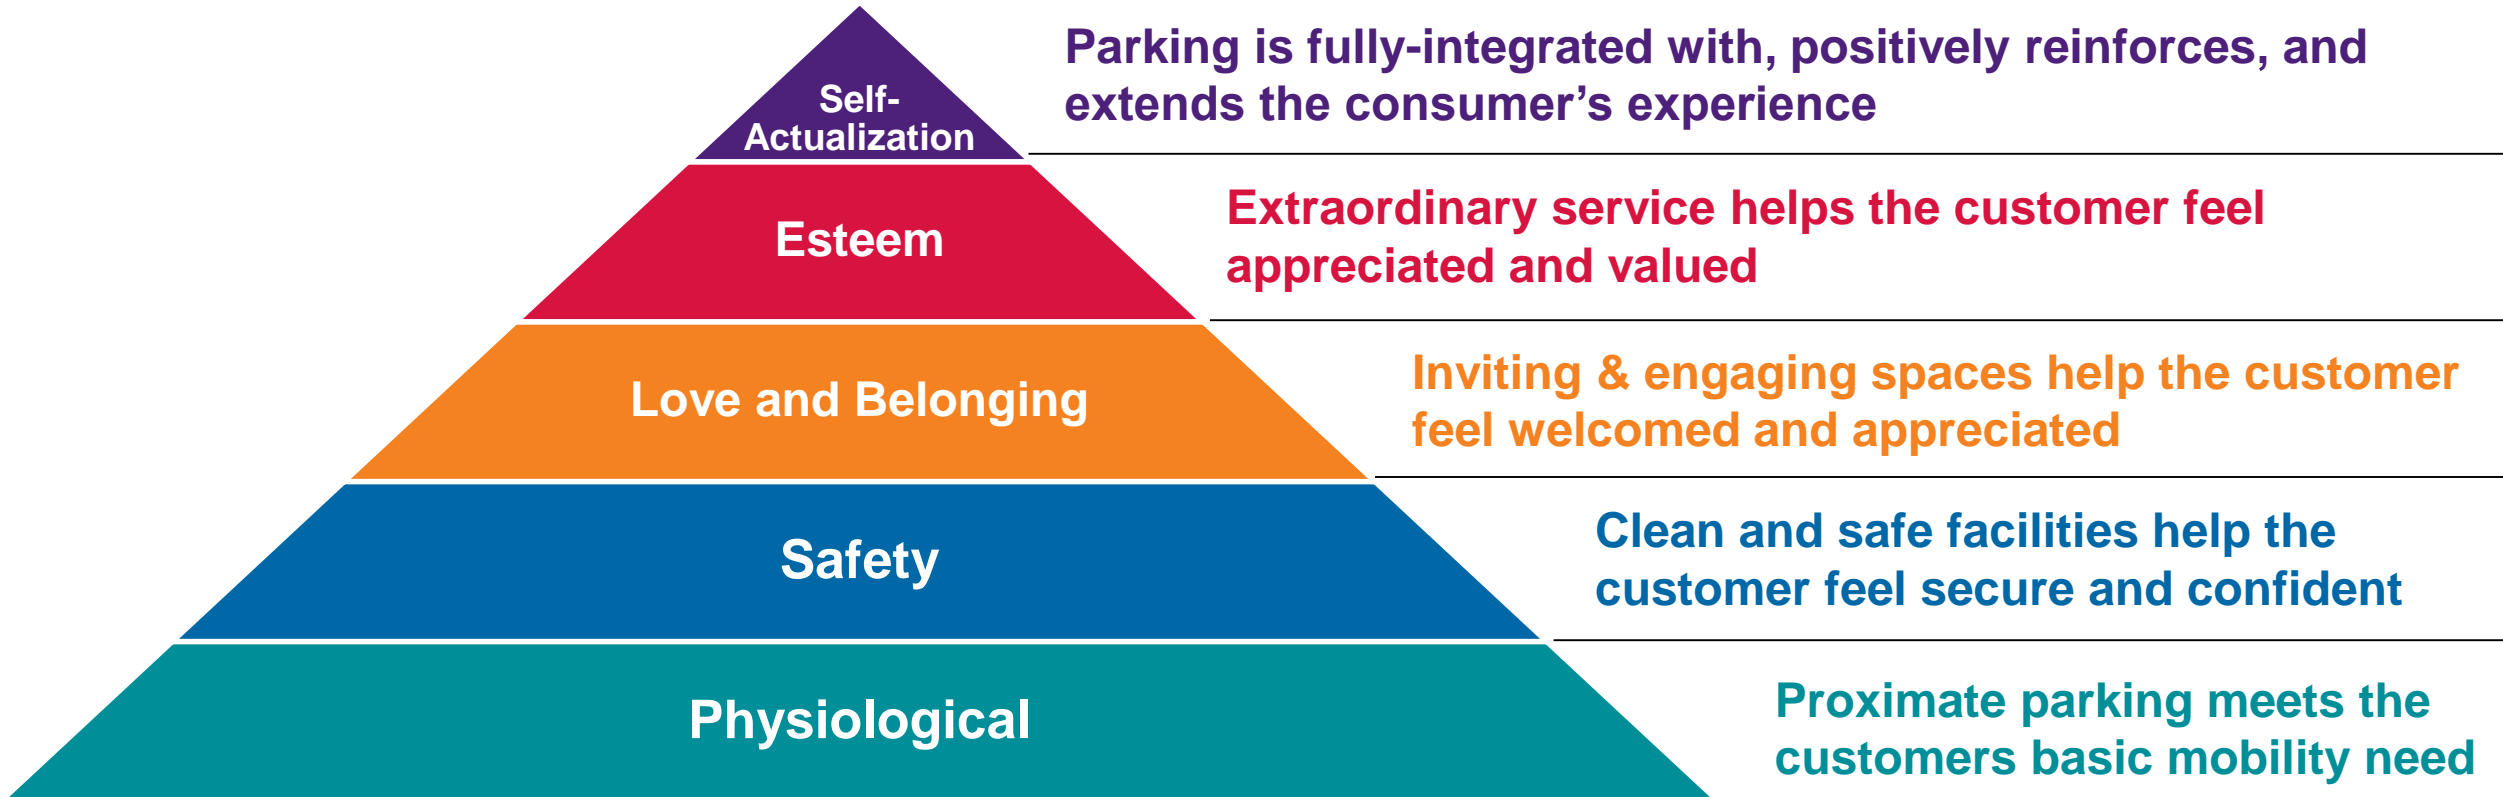 Self-
Actualization
Parking is fully-integrated with, positively reinforces, and
extends the consumer’s experience
Esteem
Extraordinary service helps the customer feel
appreciated and valued
Love and Belonging
Inviting & engaging spaces help the customer
feel welcomed and appreciated
Safety
Clean and safe facilities help the
customer feel secure and confident
Physiological
Proximate parking meets the
customers basic mobility need